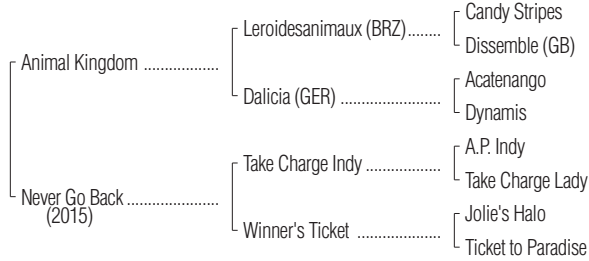 Candy Stripes
Leroidesanimaux (BRZ)........
Dissemble (GB)
Animal Kingdom ...................
Acatenango
Dalicia (GER) .........................
Dynamis
A.P. Indy
Take Charge Indy ...................
Take Charge Lady
Never Go Back .......................
(2015)
Jolie's Halo
Winner's Ticket .....................
Ticket to Paradise